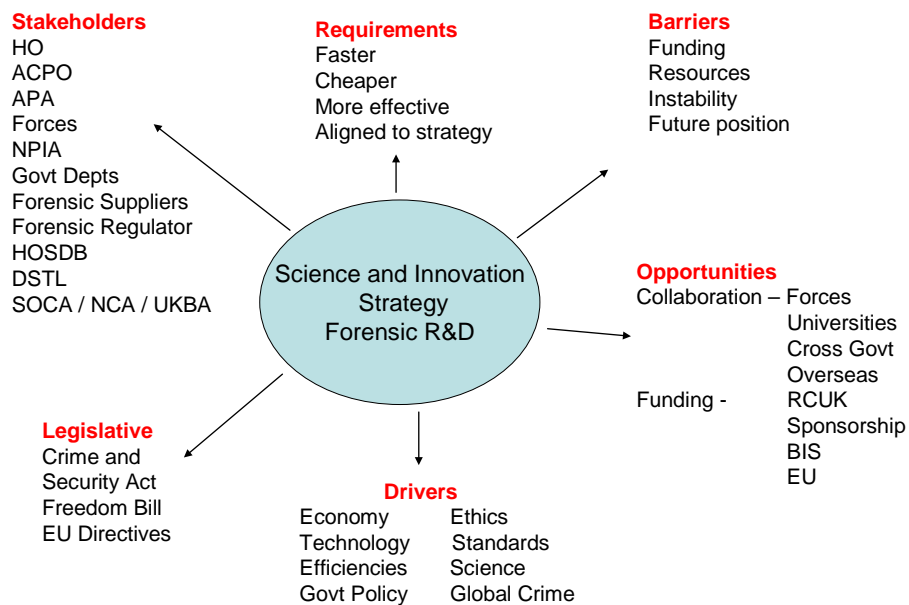 Stakeholders
HO
ACPO
APA
Forces
NPIA
Govt Depts
Forensic Suppliers
Forensic Regulator
HOSDB
DSTL
SOCA / NCA / UKBA
Requirements
Faster
Cheaper
More effective
Aligned to strategy
Barriers
Funding
Resources
Instability
Future position
Science and Innovation
Strategy
Forensic R&D
Opportunities
Collaboration – Forces
Universities
Cross Govt
Overseas
Funding - RCUK
Sponsorship
BIS
EU
Legislative
Crime and
Security Act
Freedom Bill
EU Directives
Drivers
Economy Ethics
Technology Standards
Efficiencies Science
Govt Policy Global Crime